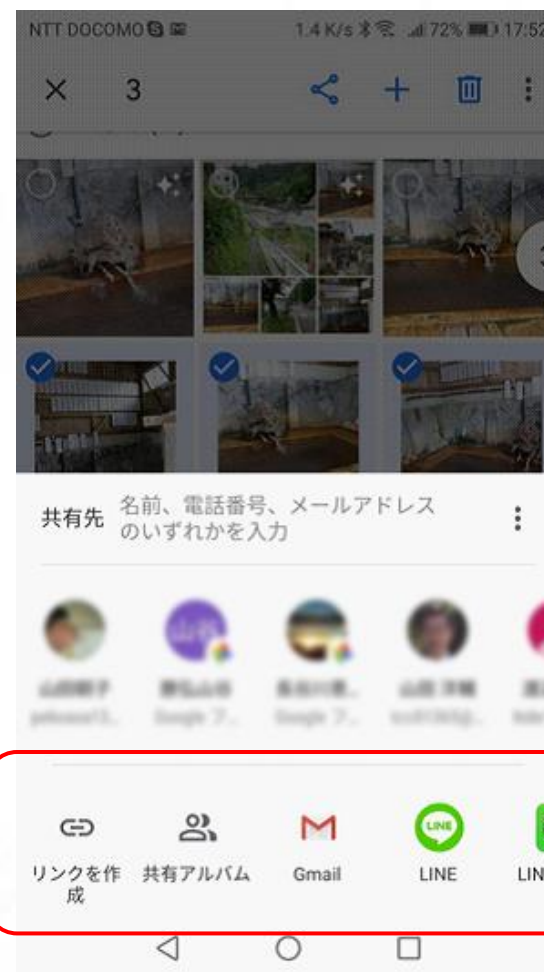 NTT DOCOMO
1.4 K/s 72% 17:52
3
共有先
名前、電話番号、メールアドレス
のいずれかを入力
リンクを作
成
共有アルバム
Gmail
LINE
LINE
LIN